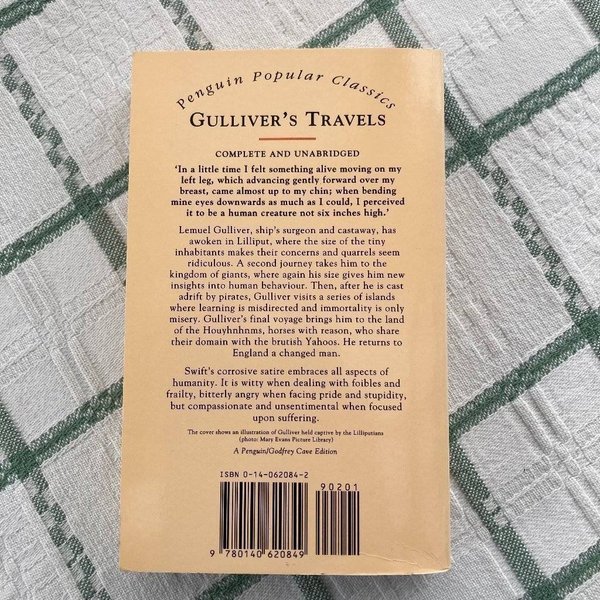 Penguin Popular Classics
GULLIVER'S TRAVELS
COMPLETE AND UNABRIDGED
'In a little time I felt something alive moving on my
left leg, which advancing gently forward over my
breast, came almost up to my chin; when bending
mine eyes downwards as much as I could, I perceived
it to be a human creature not six inches high.'
Lemuel Gulliver, ship's surgeon and castaway, has
awoken in Lilliput, where the size of the tiny
inhabitants makes their concerns and quarrels seem
ridiculous. A second journey takes him to the
kingdom of giants, where again his size gives him new
insights into human behaviour. Then, after he is cast
adrift by pirates, Gulliver visits a series of islands
where learning is misdirected and immortality is only
misery. Gulliver's final voyage brings him to the land
of the Houyhnhnms, horses with reason, who share
their domain with the brutish Yahoos. He returns to
England a changed man.
Swift's corrosive satire embraces all aspects of
humanity. It is witty when dealing with foibles and
frailty, bitterly angry when facing pride and stupidity,
but compassionate and unsentimental when focused
upon suffering.
The cover shows an illustration of Gulliver held captive by the Lilliputians
(photo: Mary Evans Picture Library)
A Penguin/Godfrey Cave Edition
ISBN 0-14-062084-2
90201
9 780140 620849